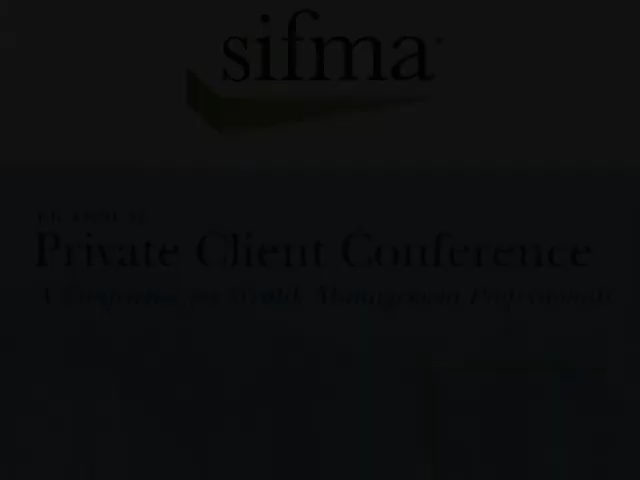 sifma
Private Client Conference
A Conference for Wealth Management Professionals